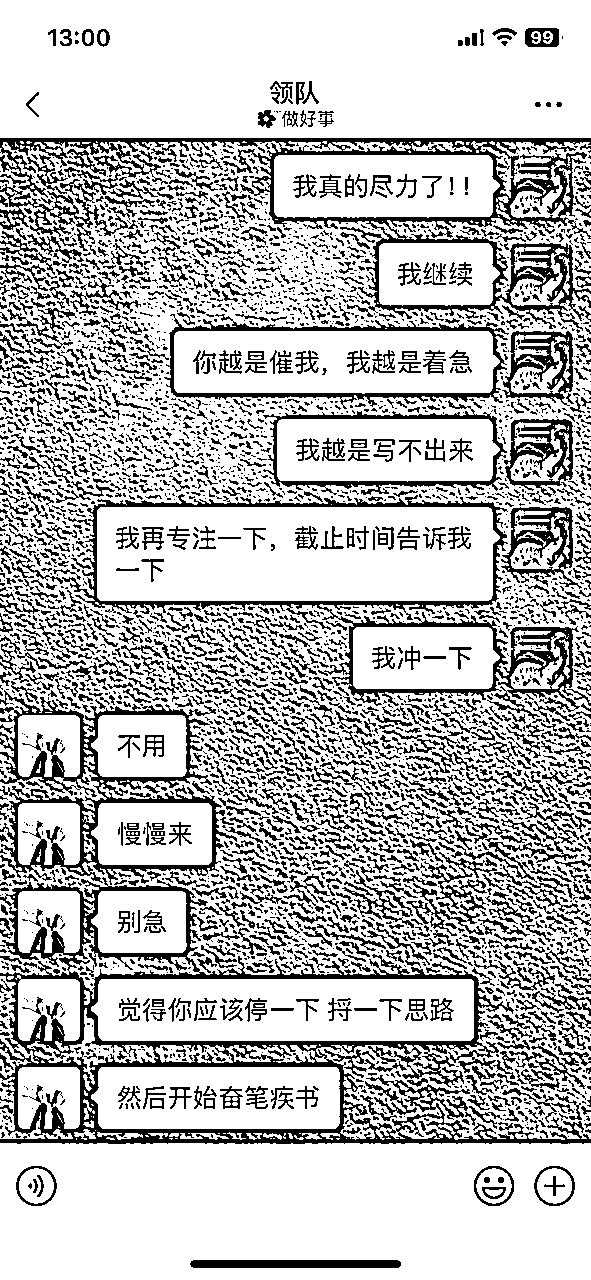 13:00
99
领队
做好事
我真的尽力了!!
我继续
你越是催我，我越是着急
我越是写不出来
我再专注一下，截止时间告诉我
一下
我冲一下
不用
慢慢来
别急
觉得你应该停一下 捋一下思路
然后开始奋笔疾书